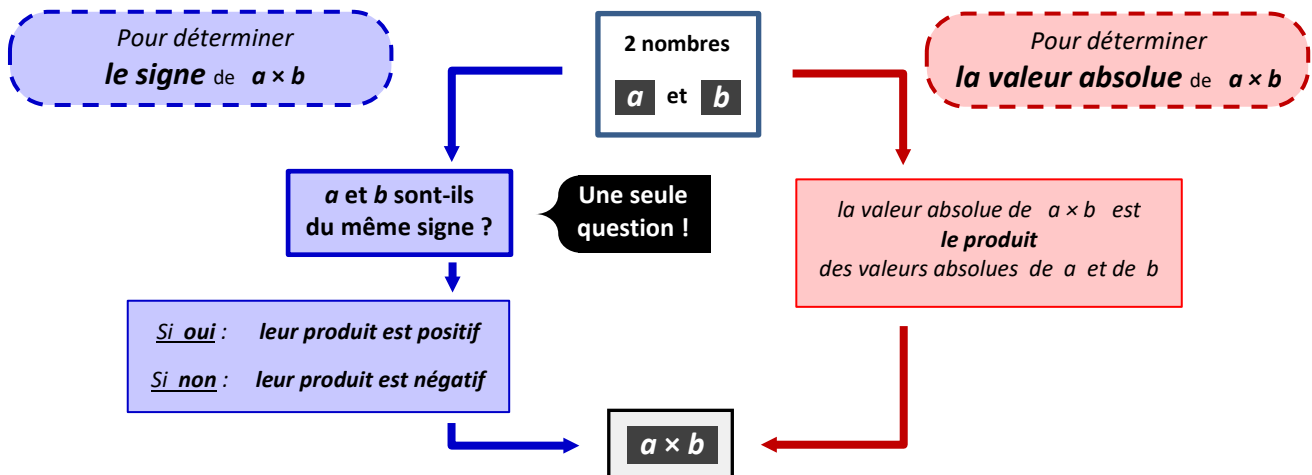 Pour déterminer
le signe de a × b
2 nombres
a et b
Pour déterminer
la valeur absolue de a × b
a et b sont-ils
du même signe ?
Une seule
question !
la valeur absolue de a × b est
le produit
des valeurs absolues de a et de b
Si oui : leur produit est positif
Si non : leur produit est négatif
a × b